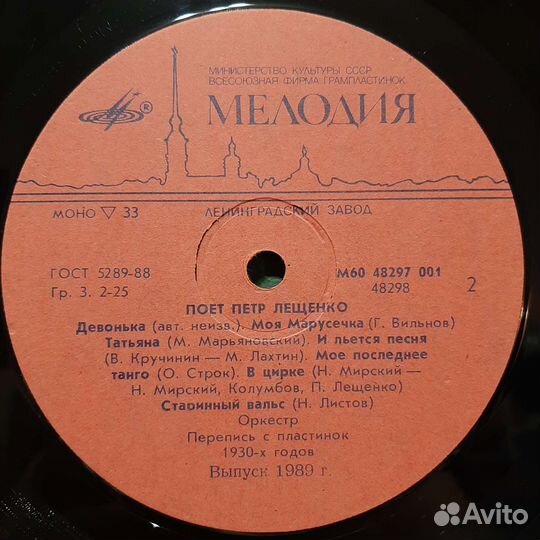 МИНИСТЕРСТВО КУЛЬТУРЫ СССР
ВСЕСОЮЗНАЯ ФИРМА ГРАМПЛАСТИНОК
МЕЛОДИЯ
®
МОНО ▽ 33
ЛЕНИНГРАДСКИЙ ЗАВОД
ГОСТ 5289-88
М60 48297 001
Гр. 3. 2-25
48298
2
ПОЕТ ПЕТР ЛЕЩЕНКО
Девонька (авт. неизв.). Моя Марусечка (Г. Вильнов)
Татьяна (М. Марьяновский). И льется песня
(В. Кручинин — М. Лахтин). Мое последнее
танго (О. Строк). В цирке (Н. Мирский —
Н. Мирский, Колумбов, П. Лещенко)
Старинный вальс (Н. Листов)
Оркестр
Перепись с пластинок
1930-х годов
Выпуск 1989 г.
Avito